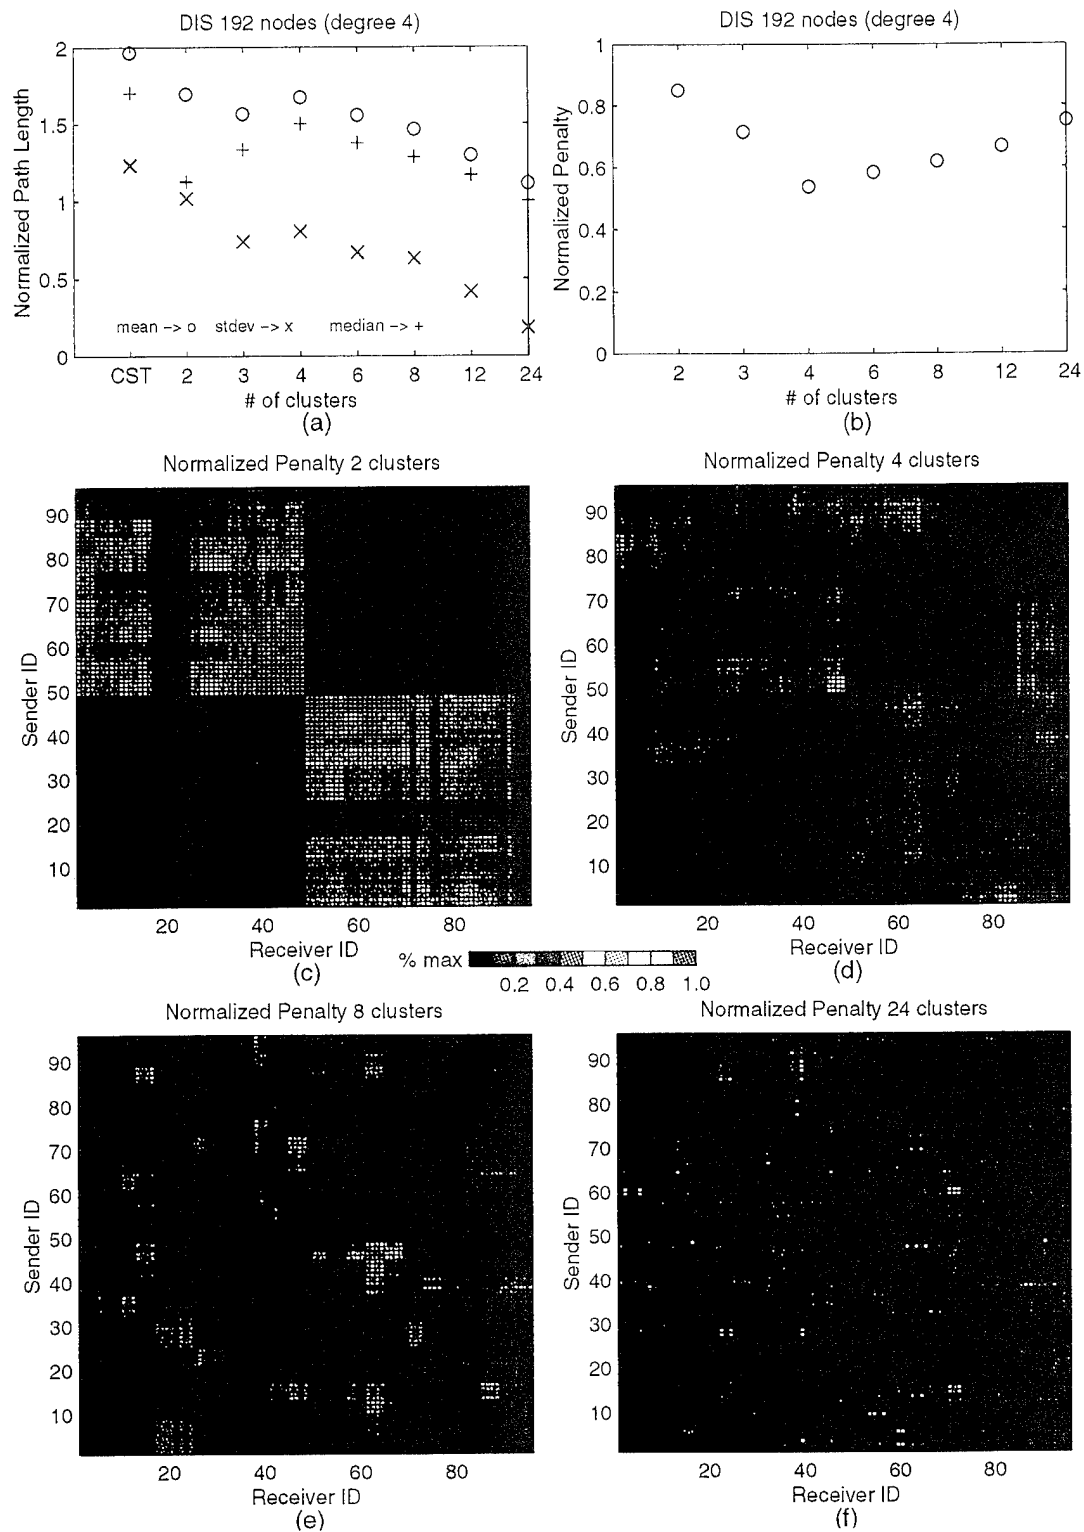 DIS 192 nodes (degree 4)
Normalized Path Length
2
1.5
1
0.5
0
mean –> o stdev –> x median –> +
CST 2 3 4 6 8 12 24
# of clusters
(a)
DIS 192 nodes (degree 4)
Normalized Penalty
1
0.8
0.6
0.4
0.2
0
2 3 4 6 8 12 24
# of clusters
(b)
Normalized Penalty 2 clusters
Sender ID
90
80
70
60
50
40
30
20
10
20 40 60 80
Receiver ID
(c)
Normalized Penalty 4 clusters
Sender ID
90
80
70
60
50
40
30
20
10
20 40 60 80
Receiver ID
(d)
% max
0.2 0.4 0.6 0.8 1.0
Normalized Penalty 8 clusters
Sender ID
90
80
70
60
50
40
30
20
10
20 40 60 80
Receiver ID
(e)
Normalized Penalty 24 clusters
Sender ID
90
80
70
60
50
40
30
20
10
20 40 60 80
Receiver ID
(f)